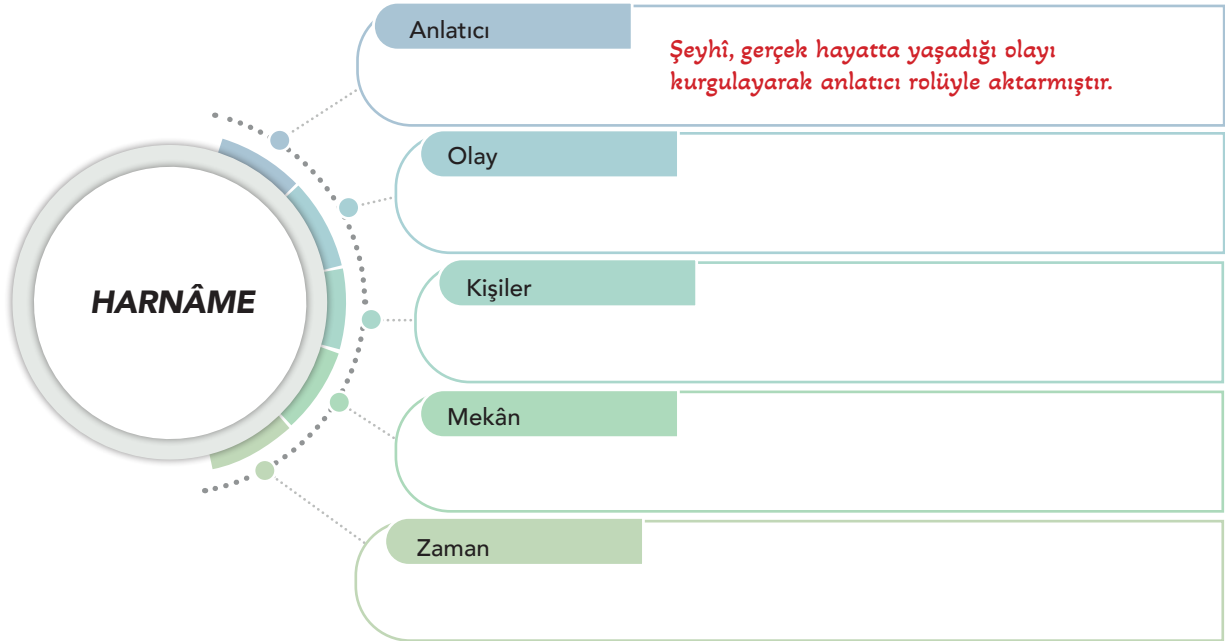 Anlatıcı
Şeyhî, gerçek hayatta yaşadığı olayı
kurgulayarak anlatıcı rolüyle aktarmıştır.
Olay
HARNÂME
Kişiler
Mekân
Zaman